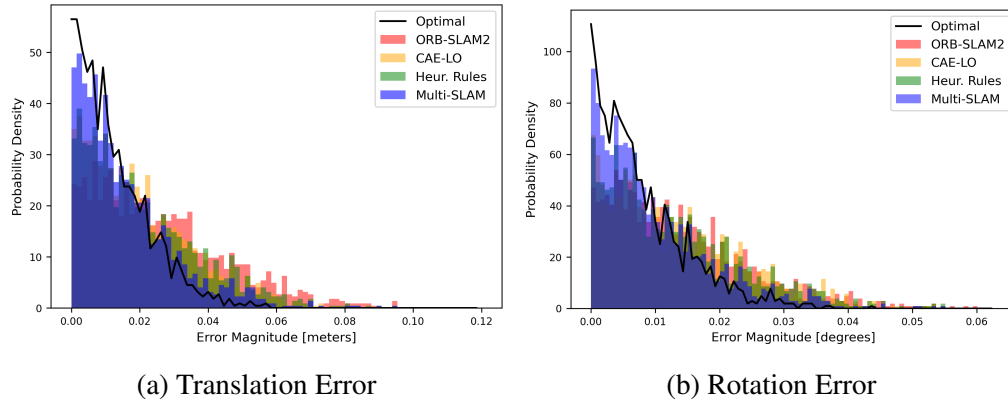 Optimal
ORB-SLAM2
CAE-LO
Heur. Rules
Multi-SLAM
Probability Density
50
40
30
20
10
0
0.00 0.02 0.04 0.06 0.08 0.10 0.12
Error Magnitude [meters]
(a) Translation Error
Optimal
ORB-SLAM2
CAE-LO
Heur. Rules
Multi-SLAM
Probability Density
100
80
60
40
20
0
0.00 0.01 0.02 0.03 0.04 0.05 0.06
Error Magnitude [degrees]
(b) Rotation Error